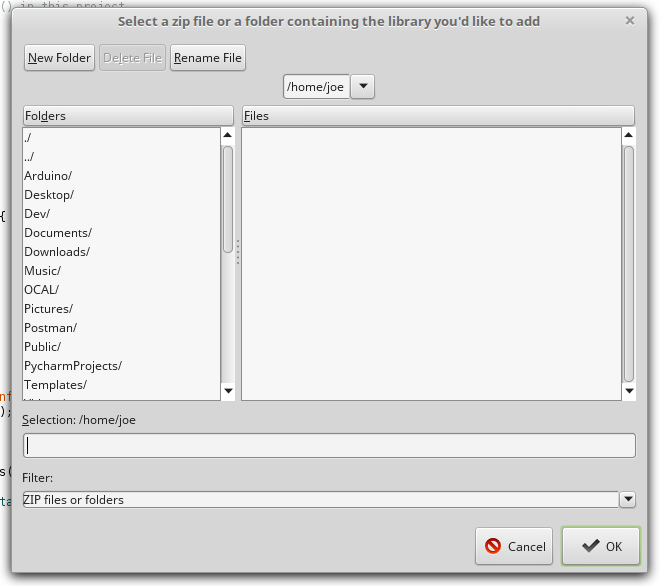 () in this project
Select a zip file or a folder containing the library you'd like to add
New Folder
Delete File
Rename File
/home/joe
Folders
Files
./
../
Arduino/
Desktop/
Dev/
Documents/
Downloads/
Music/
OCAL/
Pictures/
Postman/
Public/
PycharmProjects/
Templates/
{
nf
);
s(
ta
Selection: /home/joe
Filter:
ZIP files or folders
Cancel
OK